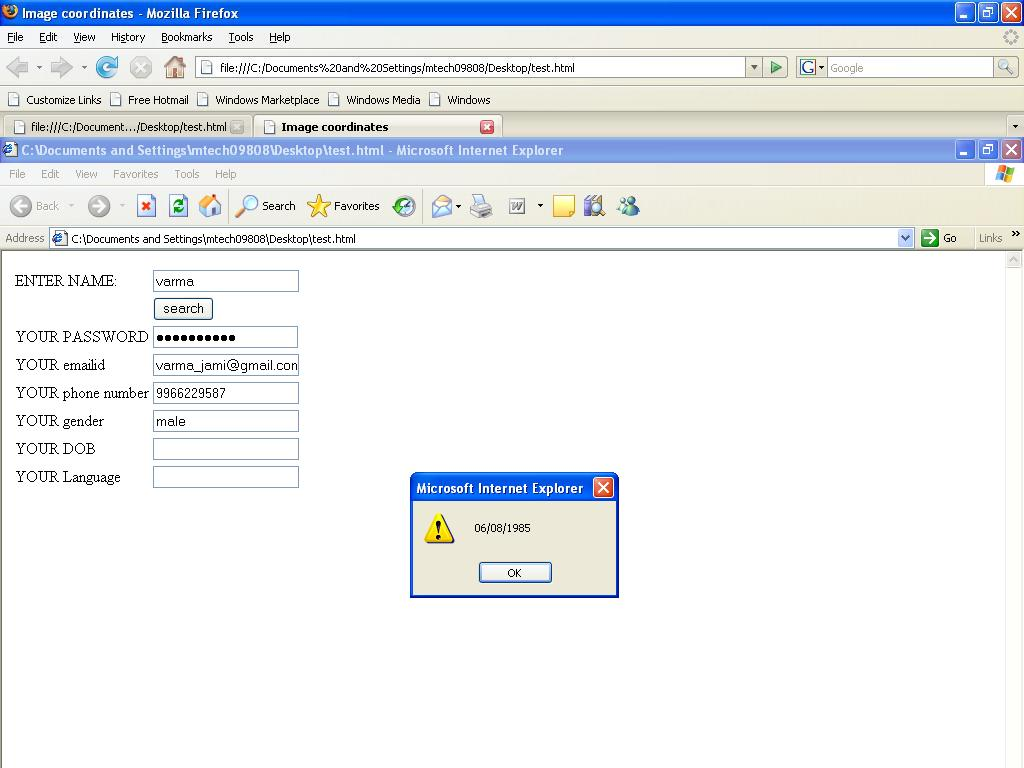 Image coordinates - Mozilla Firefox
File Edit View History Bookmarks Tools Help
file:///C:/Documents%20and%20Settings/mtech09808/Desktop/test.html
G Google
Customize Links Free Hotmail Windows Marketplace Windows Media Windows
file:///C:/Document.../Desktop/test.html Image coordinates
C:\Documents and Settings\mtech09808\Desktop\test.html - Microsoft Internet Explorer
File Edit View Favorites Tools Help
Back Search Favorites W
Address C:\Documents and Settings\mtech09808\Desktop\test.html Go Links »
ENTER NAME: varma
search
YOUR PASSWORD ●●●●●●●●●●
YOUR emailid varma_jami@gmail.con
YOUR phone number 9966229587
YOUR gender male
YOUR DOB
YOUR Language
Microsoft Internet Explorer
06/08/1985
OK